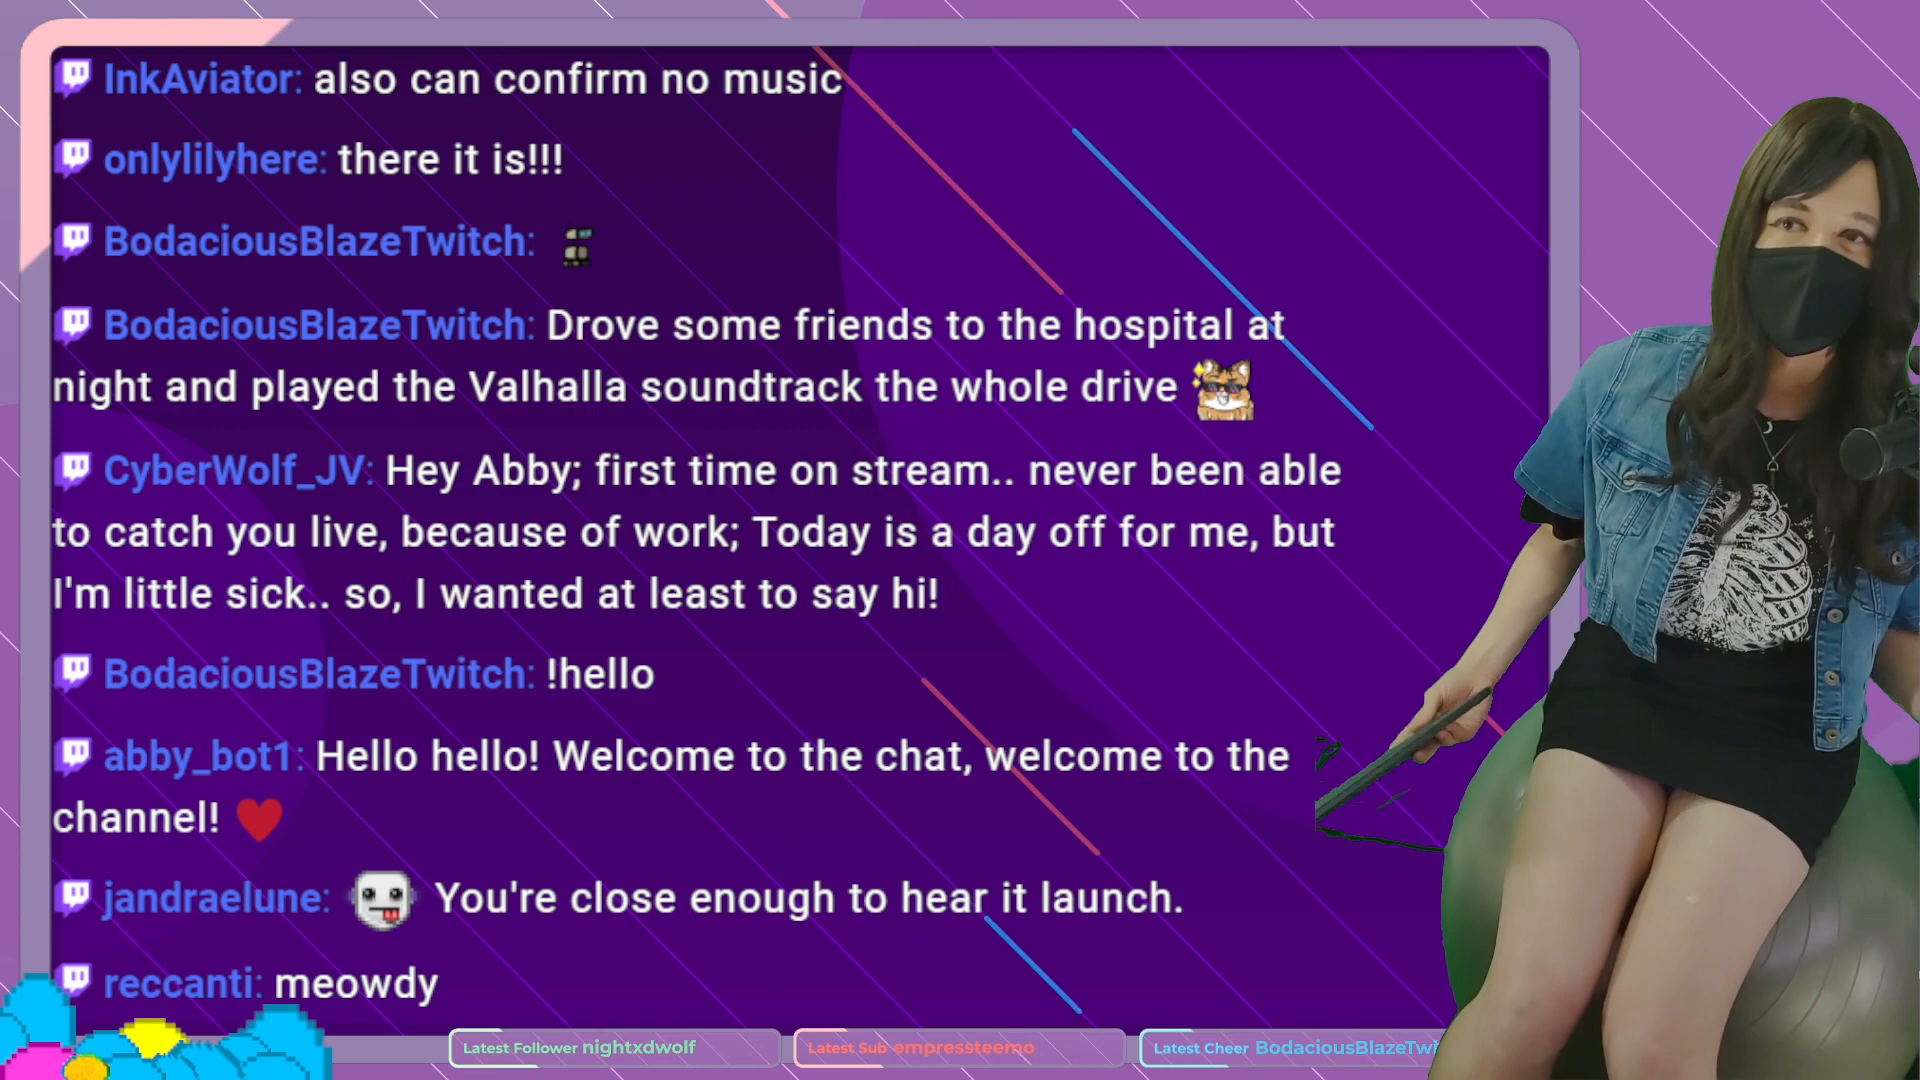 InkAviator: also can confirm no music
onlylilyhere: there it is!!!
BodaciousBlazeTwitch:
BodaciousBlazeTwitch: Drove some friends to the hospital at
night and played the Valhalla soundtrack the whole drive
CyberWolf_JV: Hey Abby; first time on stream.. never been able
to catch you live, because of work; Today is a day off for me, but
I'm little sick.. so, I wanted at least to say hi!
BodaciousBlazeTwitch: !hello
abby_bot1: Hello hello! Welcome to the chat, welcome to the
channel! ❤
jandraelune: You're close enough to hear it launch.
reccanti: meowdy
Latest Follower nightxdwolf
Latest Sub empressteemo
Latest Cheer BodaciousBlazeTwi